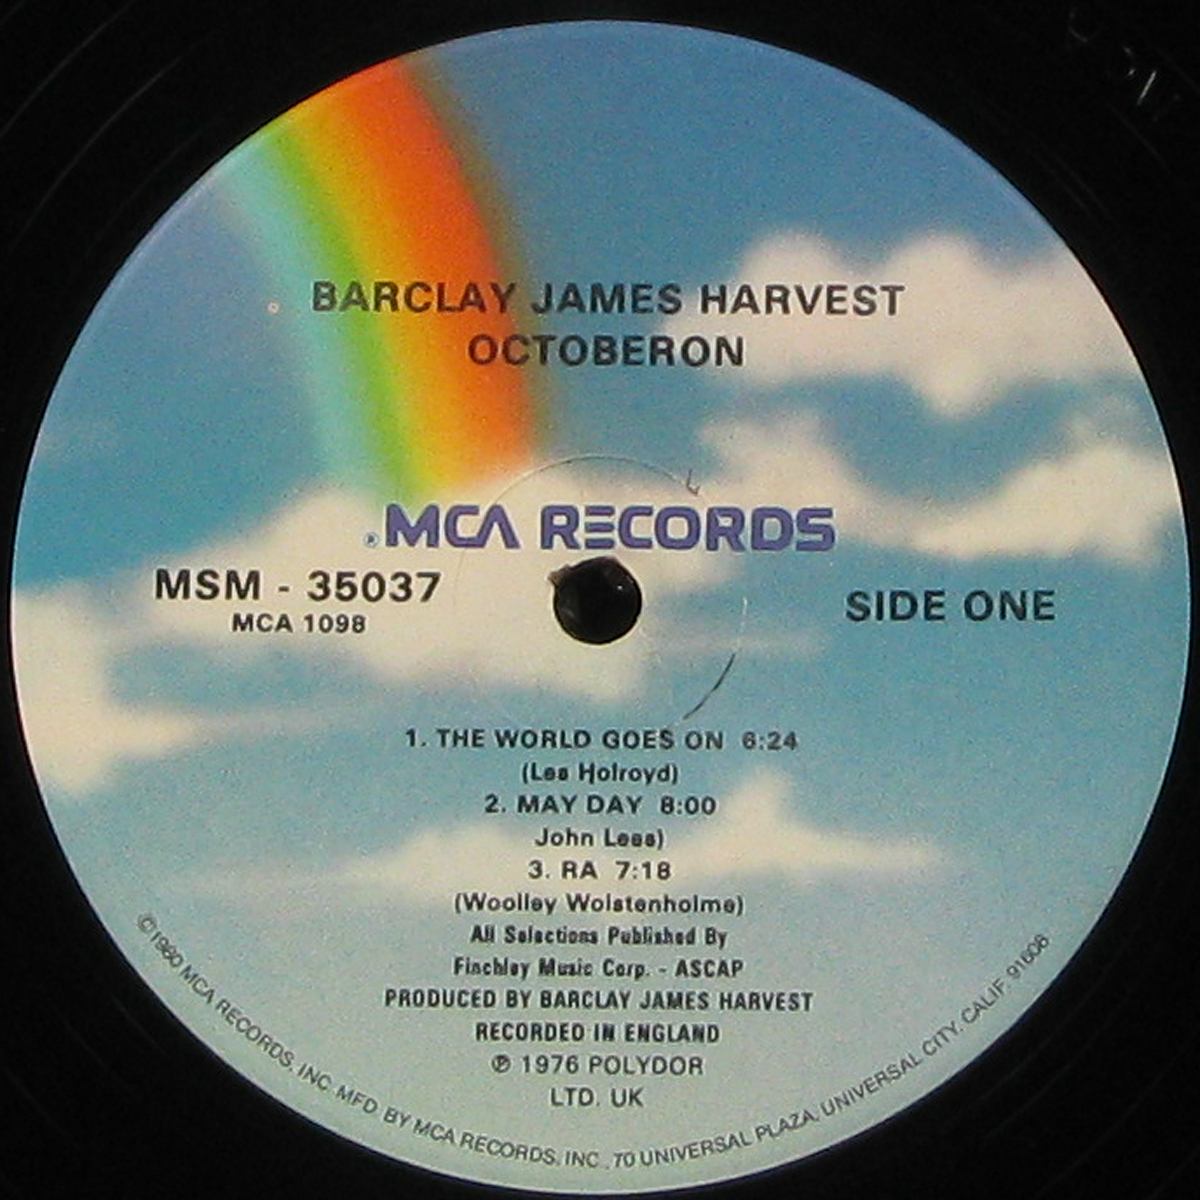 BARCLAY JAMES HARVEST
OCTOBERON
®MCA RECORDS
MSM - 35037
MCA 1098
SIDE ONE
1. THE WORLD GOES ON 6:24
(Les Holroyd)
2. MAY DAY 8:00
John Lees)
3. RA 7:18
(Woolley Wolstenholme)
All Selections Published By
Finchley Music Corp. - ASCAP
PRODUCED BY BARCLAY JAMES HARVEST
RECORDED IN ENGLAND
℗ 1976 POLYDOR
LTD. UK
©1980 MCA RECORDS, INC. MFD. BY MCA RECORDS, INC., 70 UNIVERSAL PLAZA, UNIVERSAL CITY, CALIF. 91608